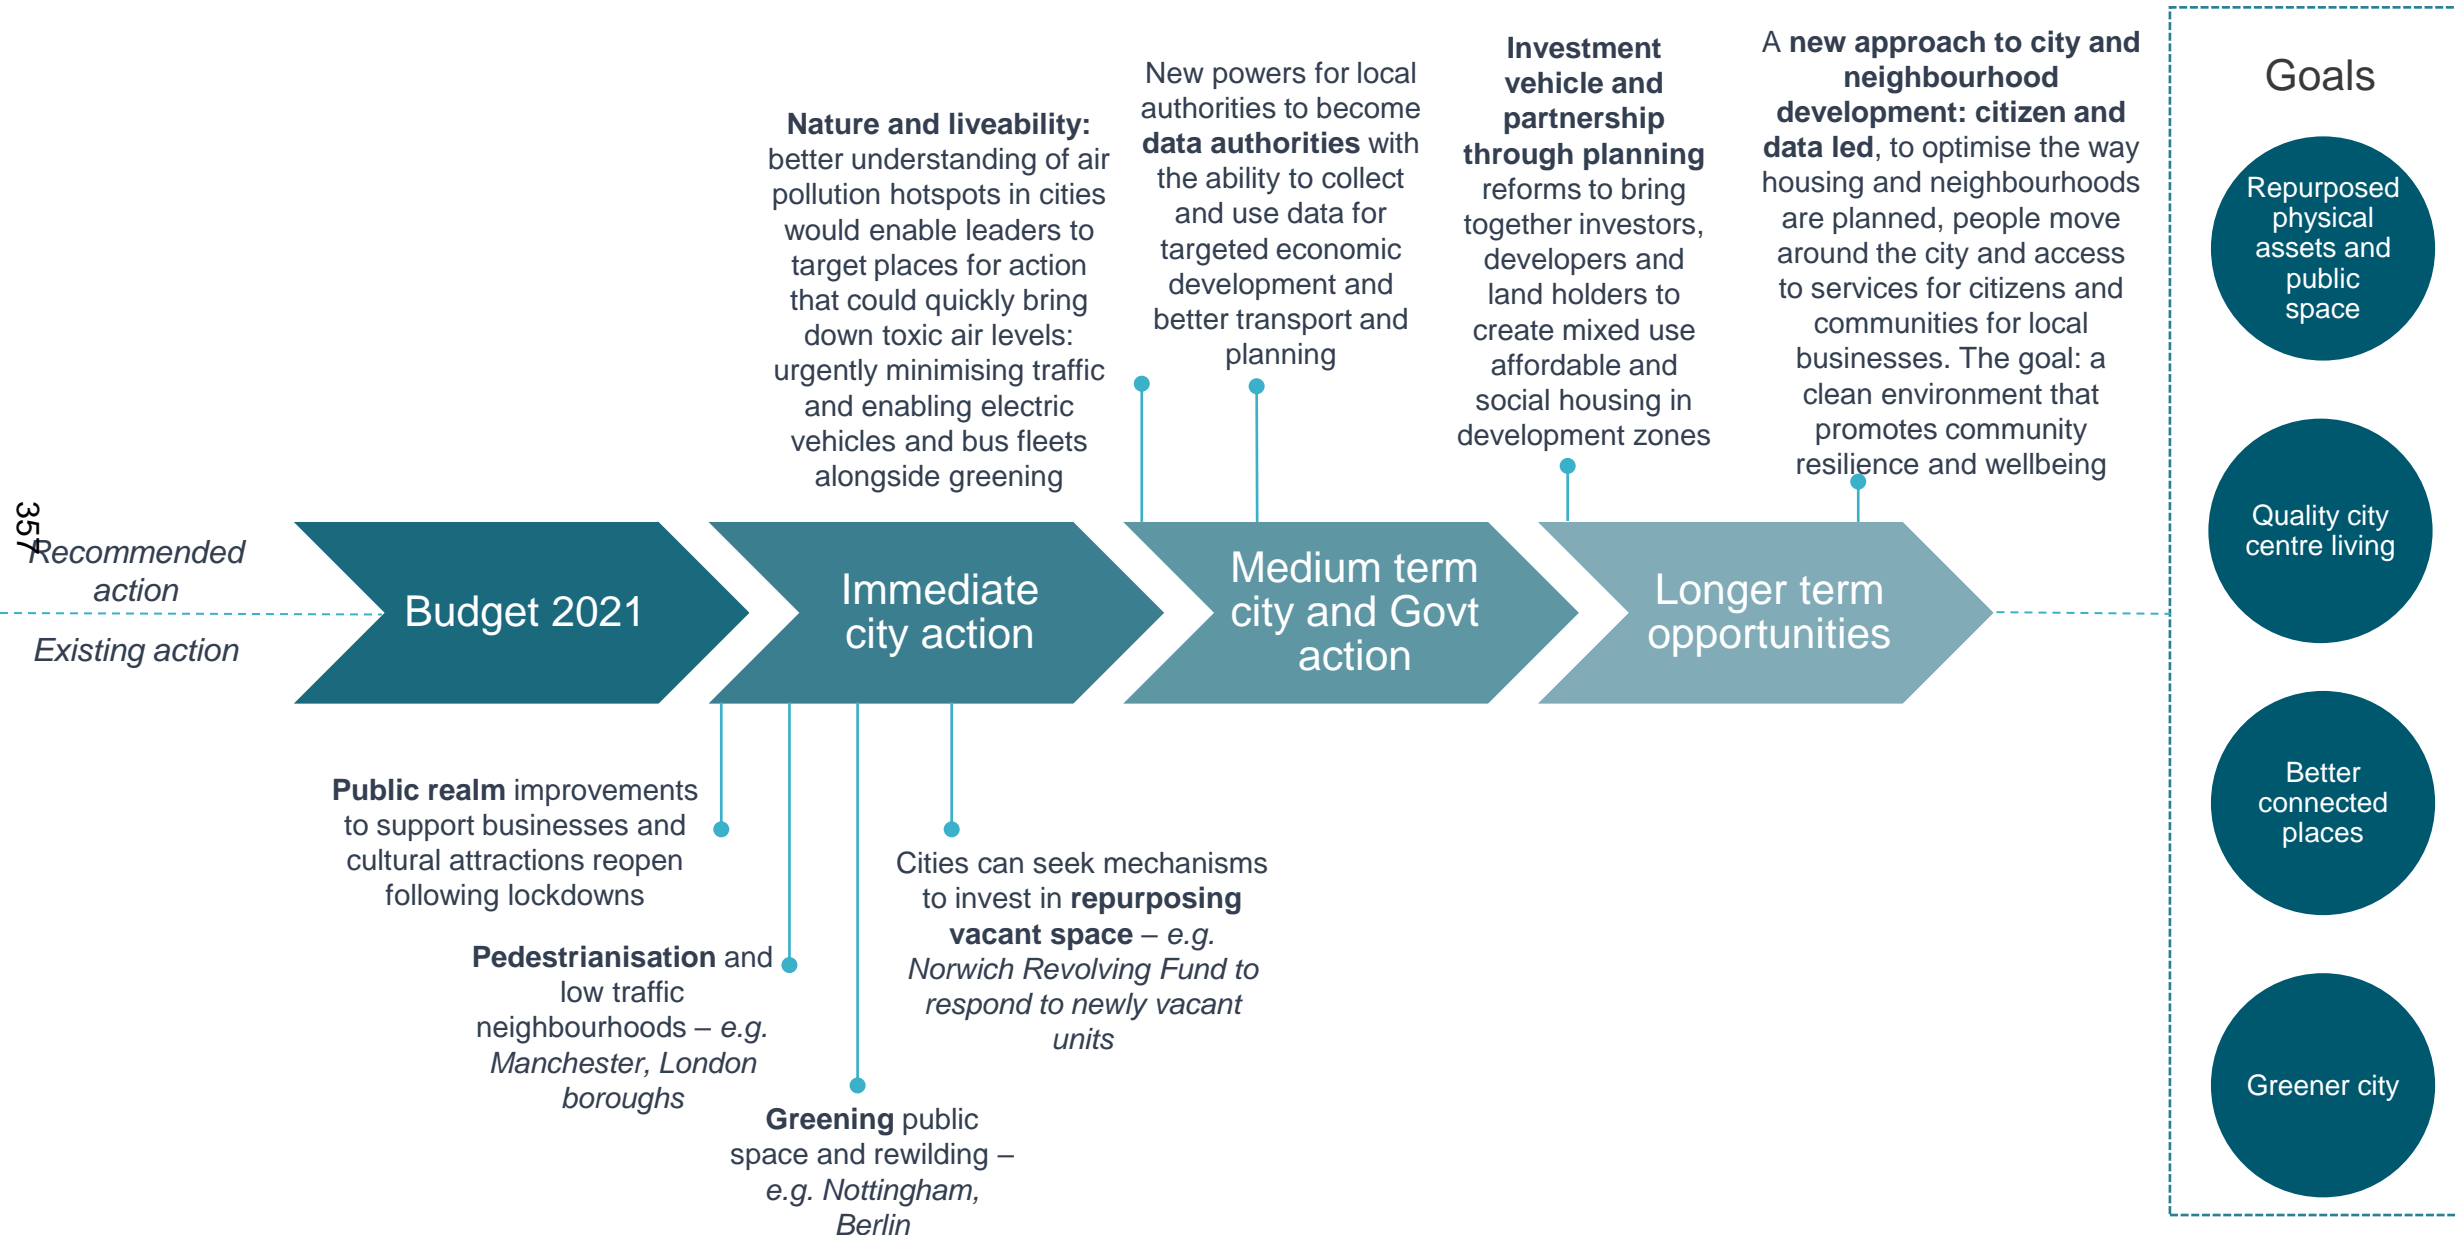 357
Recommended
action
Existing action
Nature and liveability:
better understanding of air
pollution hotspots in cities
would enable leaders to
target places for action
that could quickly bring
down toxic air levels:
urgently minimising traffic
and enabling electric
vehicles and bus fleets
alongside greening
New powers for local
authorities to become
data authorities with
the ability to collect
and use data for
targeted economic
development and
better transport and
planning
Investment
vehicle and
partnership
through planning
reforms to bring
together investors,
developers and
land holders to
create mixed use
affordable and
social housing in
development zones
A new approach to city and
neighbourhood
development: citizen and
data led, to optimise the way
housing and neighbourhoods
are planned, people move
around the city and access
to services for citizens and
communities for local
businesses. The goal: a
clean environment that
promotes community
resilience and wellbeing
Budget 2021
Immediate
city action
Medium term
city and Govt
action
Longer term
opportunities
Public realm improvements
to support businesses and
cultural attractions reopen
following lockdowns
Pedestrianisation and
low traffic
neighbourhoods – e.g.
Manchester, London
boroughs
Greening public
space and rewilding –
e.g. Nottingham,
Berlin
Cities can seek mechanisms
to invest in repurposing
vacant space – e.g.
Norwich Revolving Fund to
respond to newly vacant
units
Goals
Repurposed
physical
assets and
public
space
Quality city
centre living
Better
connected
places
Greener city